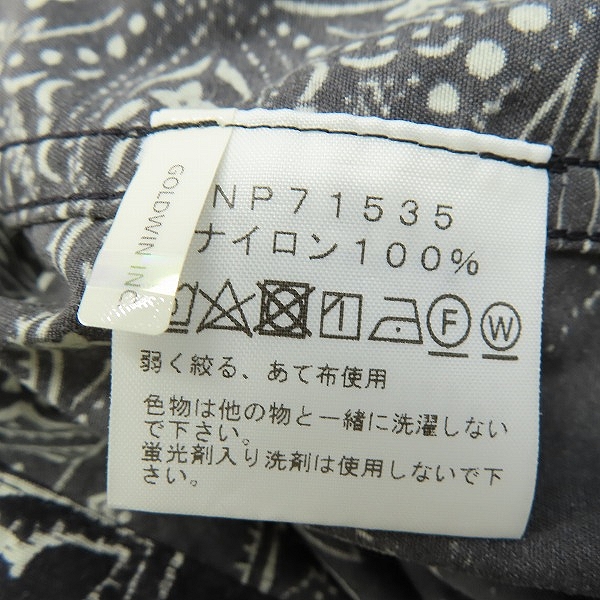 GOLDWIN INC
NP71535
ナイロン100%
F
W
弱く絞る、あて布使用
色物は他の物と一緒に洗濯しない
で下さい。
蛍光剤入り洗剤は使用しないで下
さい。